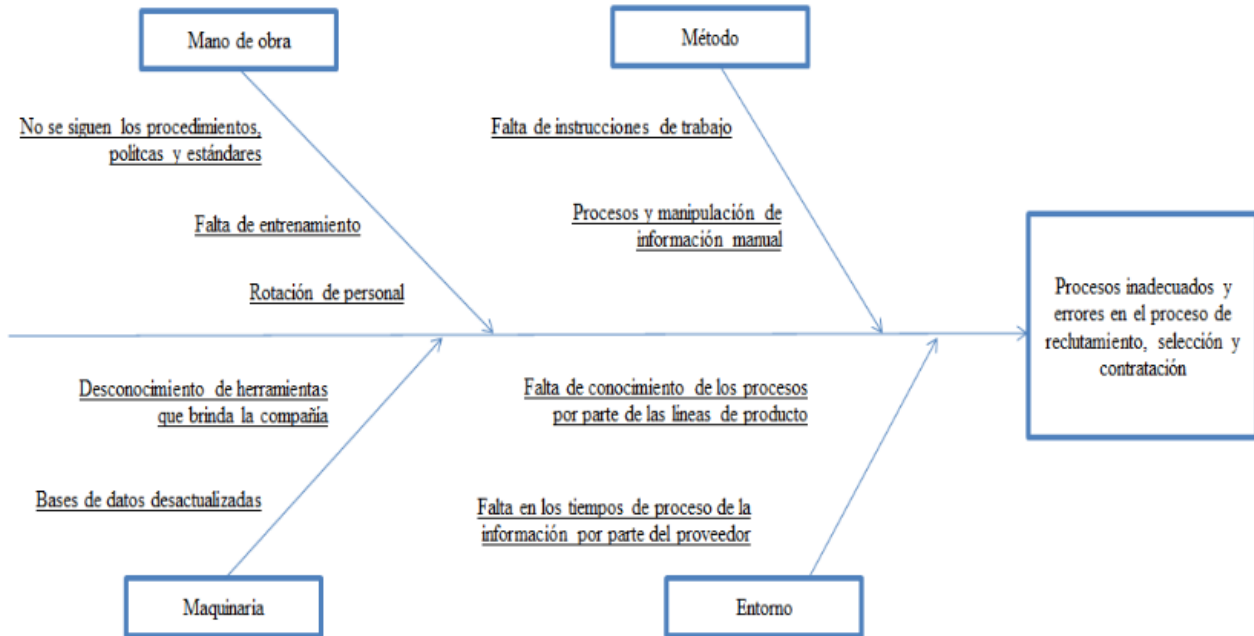 Mano de obra
Método
No se siguen los procedimientos,
politcas y estándares
Falta de entrenamiento
Rotación de personal
Falta de instrucciones de trabajo
Procesos y manipulación de
información manual
Procesos inadecuados y
errores en el proceso de
reclutamiento, selección y
contratación
Desconocimiento de herramientas
que brinda la compañía
Bases de datos desactualizadas
Falta de conocimiento de los procesos
por parte de las líneas de producto
Falta en los tiempos de proceso de la
información por parte del proveedor
Maquinaria
Entorno